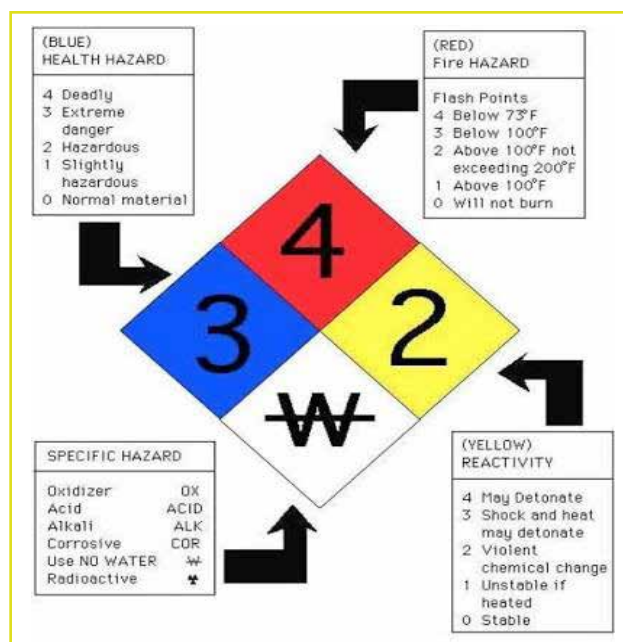 (BLUE)
HEALTH HAZARD
4 Deadly
3 Extreme
danger
2 Hazardous
1 Slightly
hazardous
0 Normal material
(RED)
Fire HAZARD
Flash Points
4 Below 73°F
3 Below 100°F
2 Above 100°F not
exceeding 200°F
1 Above 100°F
0 Will not burn
4
3
2
W
SPECIFIC HAZARD
Oxidizer OX
Acid ACID
Alkali ALK
Corrosive COR
Use NO WATER W
Radioactive ☢
(YELLOW)
REACTIVITY
4 May Detonate
3 Shock and heat
may detonate
2 Violent
chemical change
1 Unstable if
heated
0 Stable